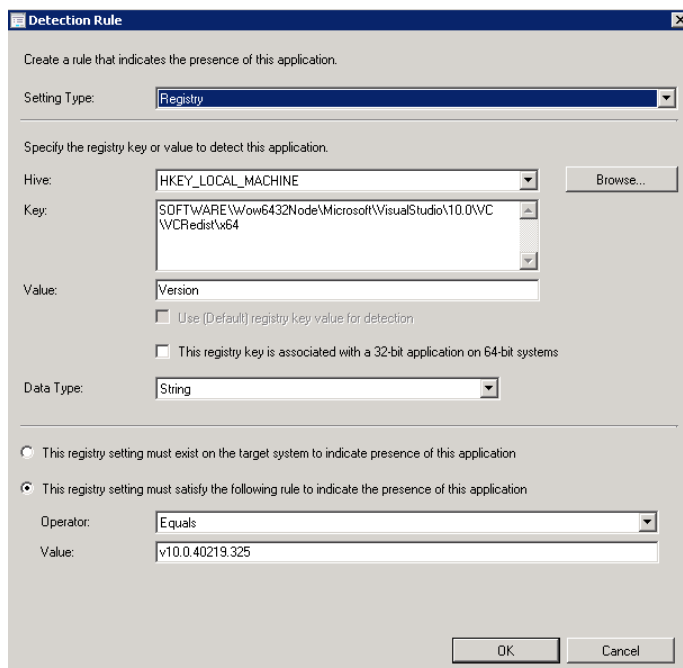 Detection Rule
Create a rule that indicates the presence of this application.
Setting Type: Registry
Specify the registry key or value to detect this application.
Hive: HKEY_LOCAL_MACHINE Browse...
Key: SOFTWARE\Wow6432Node\Microsoft\VisualStudio\10.0\VC
\VCRedist\x64
Value: Version
Use (Default) registry key value for detection
This registry key is associated with a 32-bit application on 64-bit systems
Data Type: String
This registry setting must exist on the target system to indicate presence of this application
This registry setting must satisfy the following rule to indicate the presence of this application
Operator: Equals
Value: v10.0.40219.325
OK Cancel